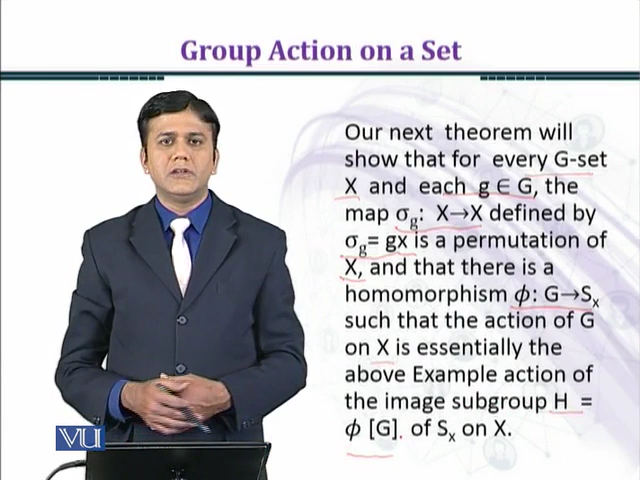 Group Action on a Set
Our next theorem will
show that for every G-set
X and each g ∈ G, the
map σg: X→X defined by
σg= gx is a permutation of
X, and that there is a
homomorphism ϕ: G→Sx
such that the action of G
on X is essentially the
above Example action of
the image subgroup H =
ϕ [G]. of Sx on X.
VU